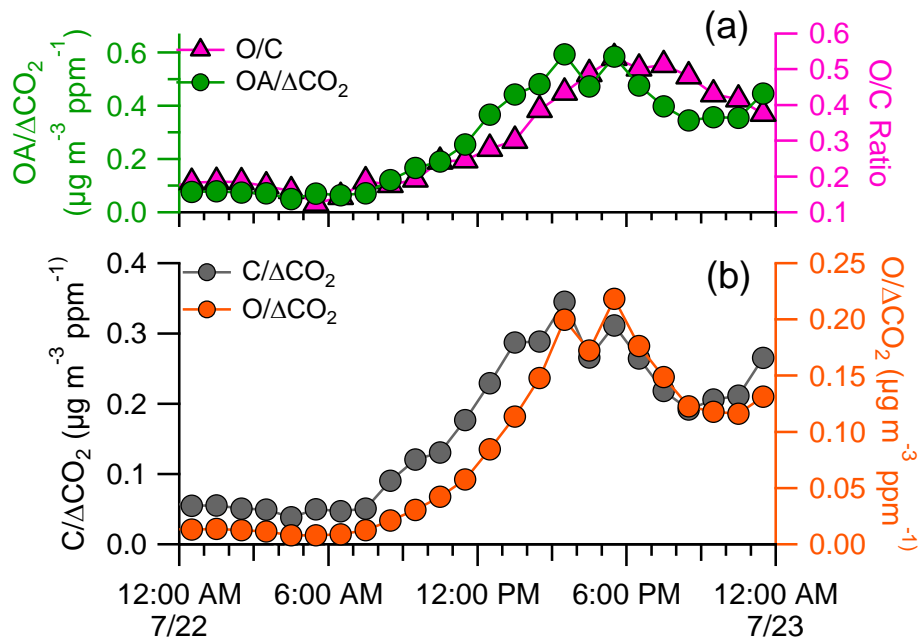 (a)
O/C
OA/ΔCO₂
OA/ΔCO₂
(µg m⁻³ ppm⁻¹)
0.6
0.4
0.2
0.0
0.6
0.5
0.4
0.3
0.2
0.1
O/C Ratio
(b)
C/ΔCO₂
O/ΔCO₂
C/ΔCO₂ (µg m⁻³ ppm⁻¹)
0.4
0.3
0.2
0.1
0.0
0.25
0.20
0.15
0.10
0.05
0.00
O/ΔCO₂ (µg m⁻³ ppm⁻¹)
12:00 AM 6:00 AM 12:00 PM 6:00 PM 12:00 AM
7/22 7/23